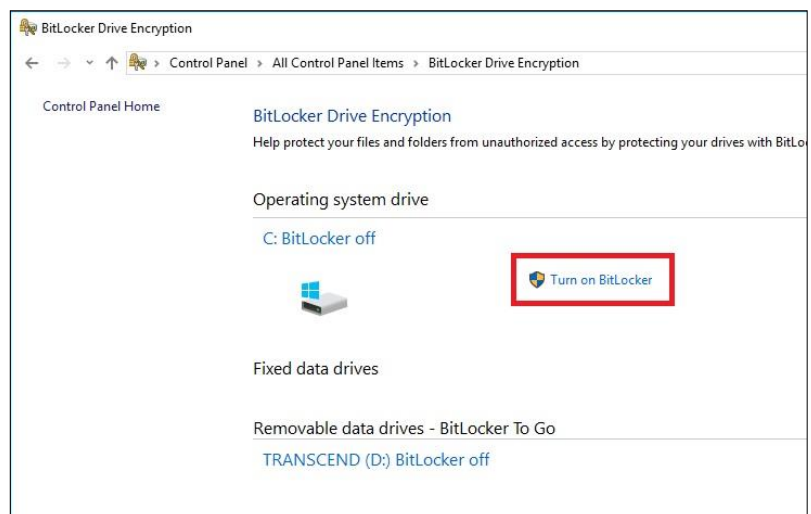 BitLocker Drive Encryption
Control Panel > All Control Panel Items > BitLocker Drive Encryption
Control Panel Home
BitLocker Drive Encryption
Help protect your files and folders from unauthorized access by protecting your drives with BitLo
Operating system drive
C: BitLocker off
Turn on BitLocker
Fixed data drives
Removable data drives - BitLocker To Go
TRANSCEND (D:) BitLocker off